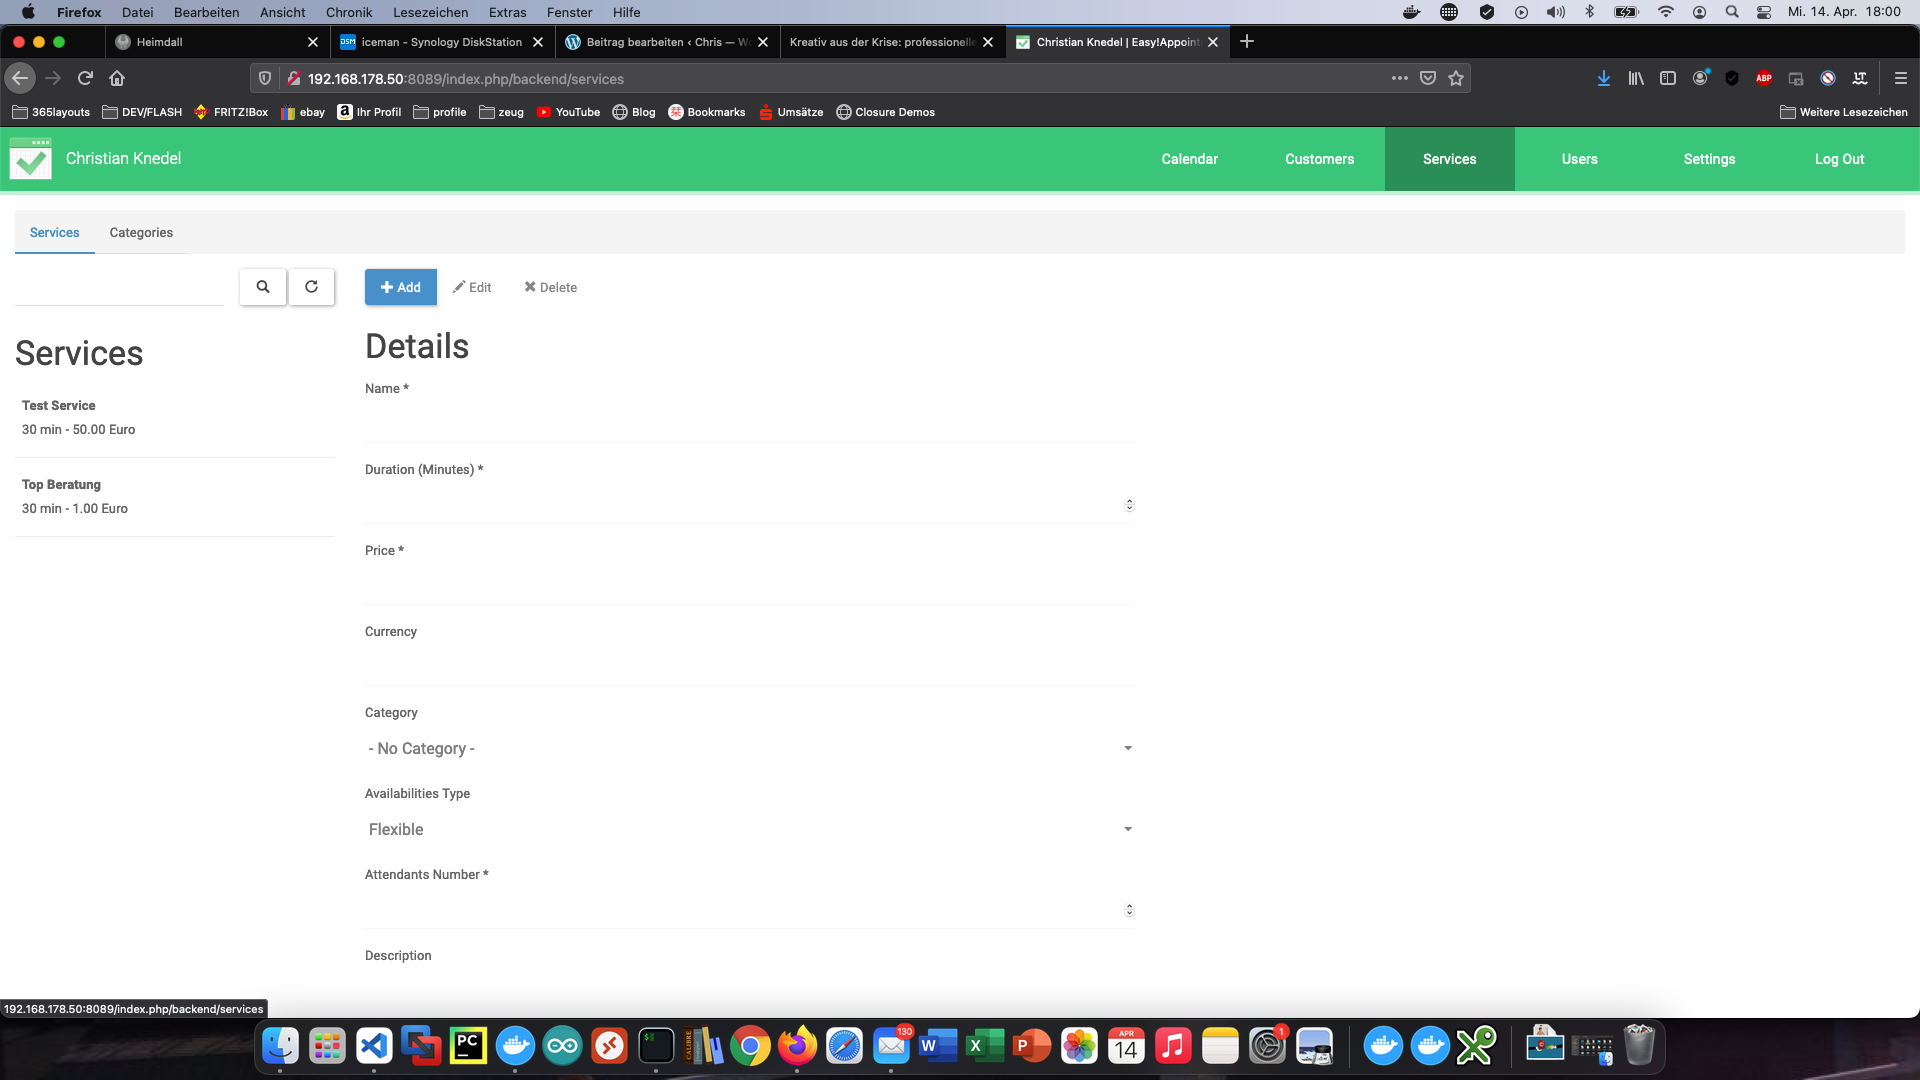 Firefox Datei Bearbeiten Ansicht Chronik Lesezeichen Extras Fenster Hilfe Mi. 14. Apr. 18:00
Heimdall iceman - Synology DiskStation Beitrag bearbeiten ‹ Chris — Wo Kreativ aus der Krise: professionelle Christian Knedel | Easy!Appoint
192.168.178.50:8089/index.php/backend/services
ABP
365layouts DEV/FLASH FRITZ!Box ebay Ihr Profil profile zeug YouTube Blog Bookmarks Umsätze Closure Demos Weitere Lesezeichen
Christian Knedel Calendar Customers Services Users Settings Log Out
Services Categories
Add Edit Delete
Services
Test Service
30 min - 50.00 Euro
Top Beratung
30 min - 1.00 Euro
Details
Name *
Duration (Minutes) *
Price *
Currency
Category
- No Category -
Availabilities Type
Flexible
Attendants Number *
Description
192.168.178.50:8089/index.php/backend/services
PC CALIBRE 130 W X P APR 14 1